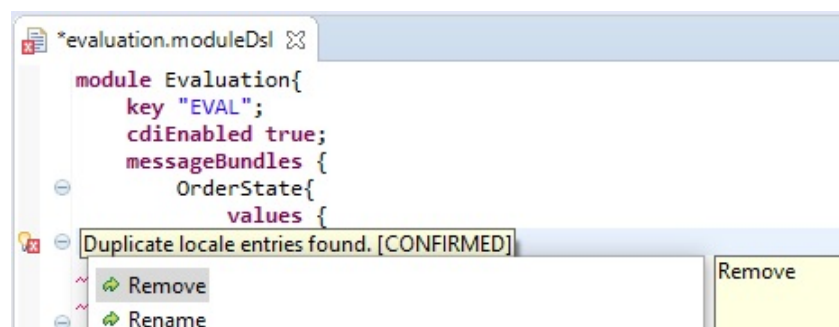 *evaluation.moduleDsl
module Evaluation{
key "EVAL";
cdiEnabled true;
messageBundles {
OrderState{
values {
Duplicate locale entries found. [CONFIRMED]
Remove
Remove
Rename